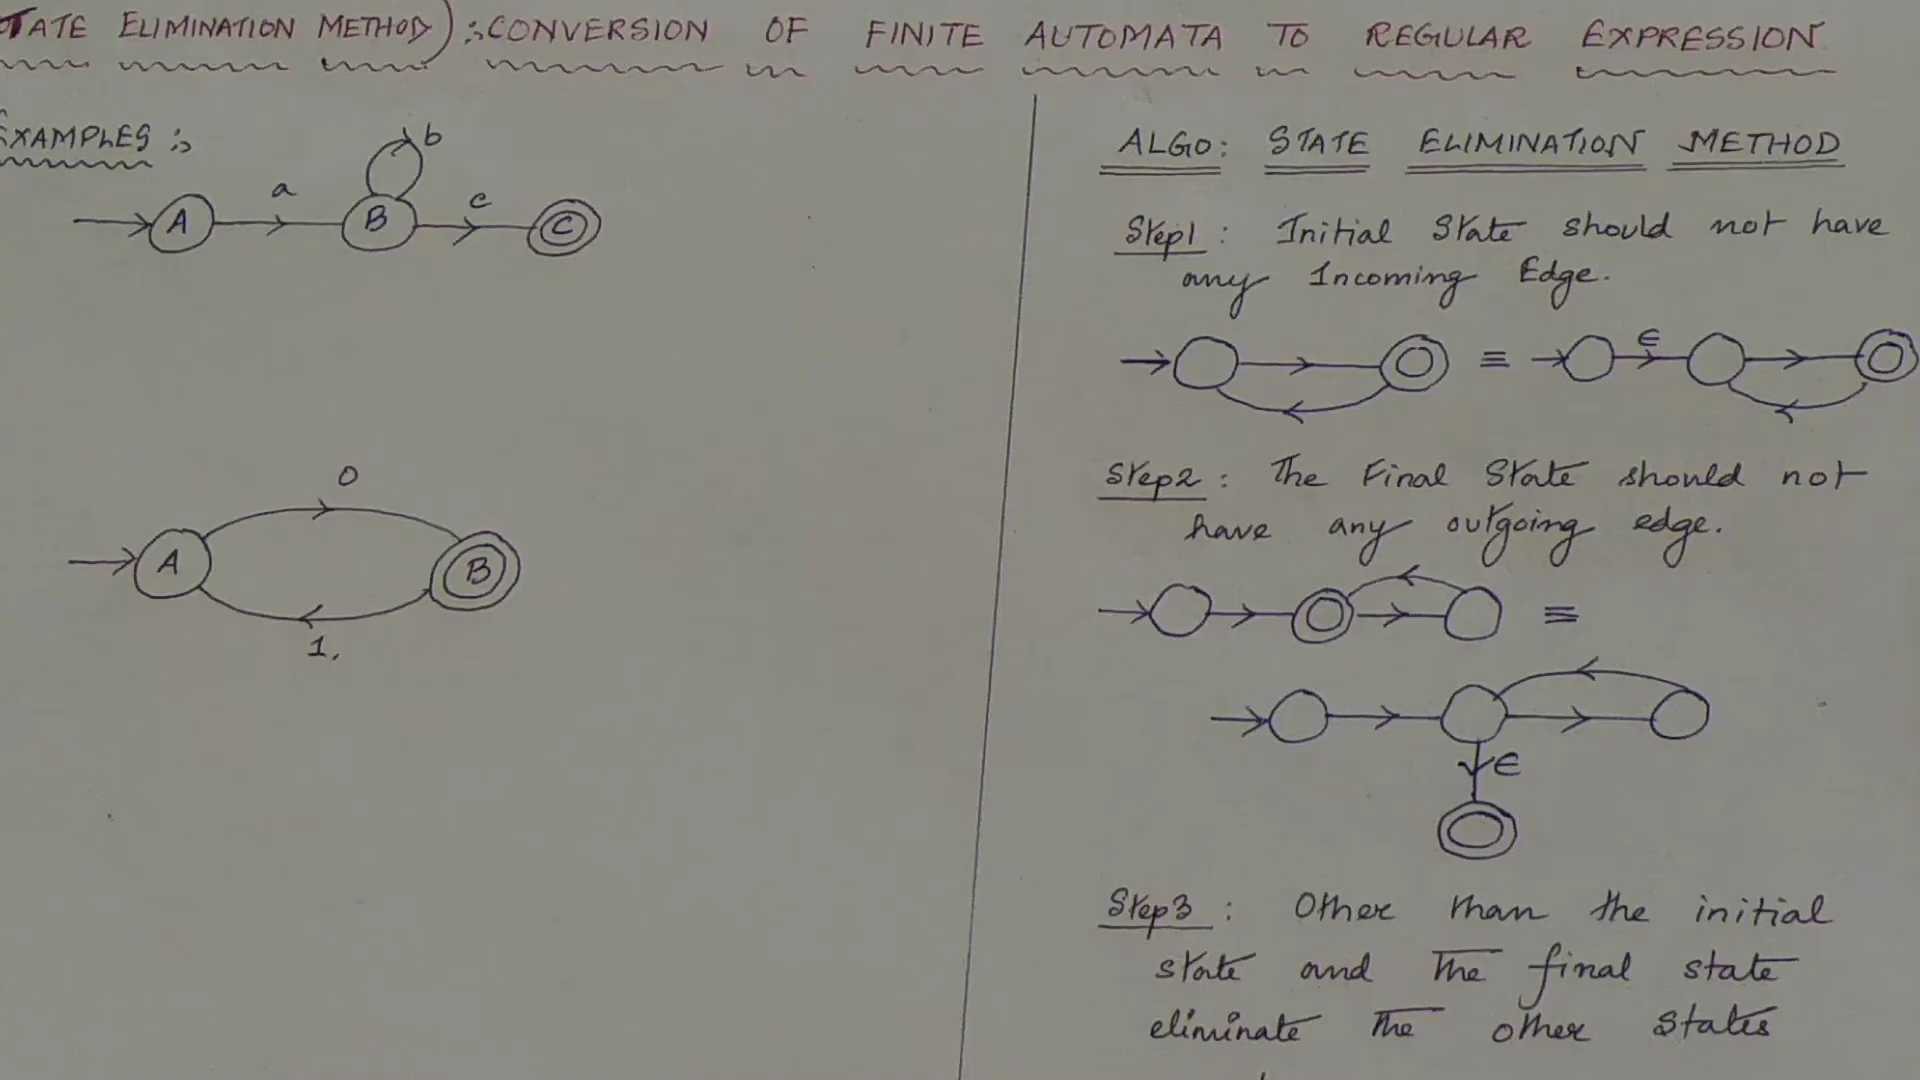 TATE ELIMINATION METHOD) :- CONVERSION OF FINITE AUTOMATA TO REGULAR EXPRESSION
EXAMPLES :-
b
a
c
A
B
C
0
A
B
1.
ALGO: STATE ELIMINATION METHOD
Step1 : Initial State should not have
any Incoming Edge.
≡
∈
Step2 : The Final State should not
have any outgoing edge.
≡
∈
Step3 : Other than the initial
state and the final state
eliminate the other states